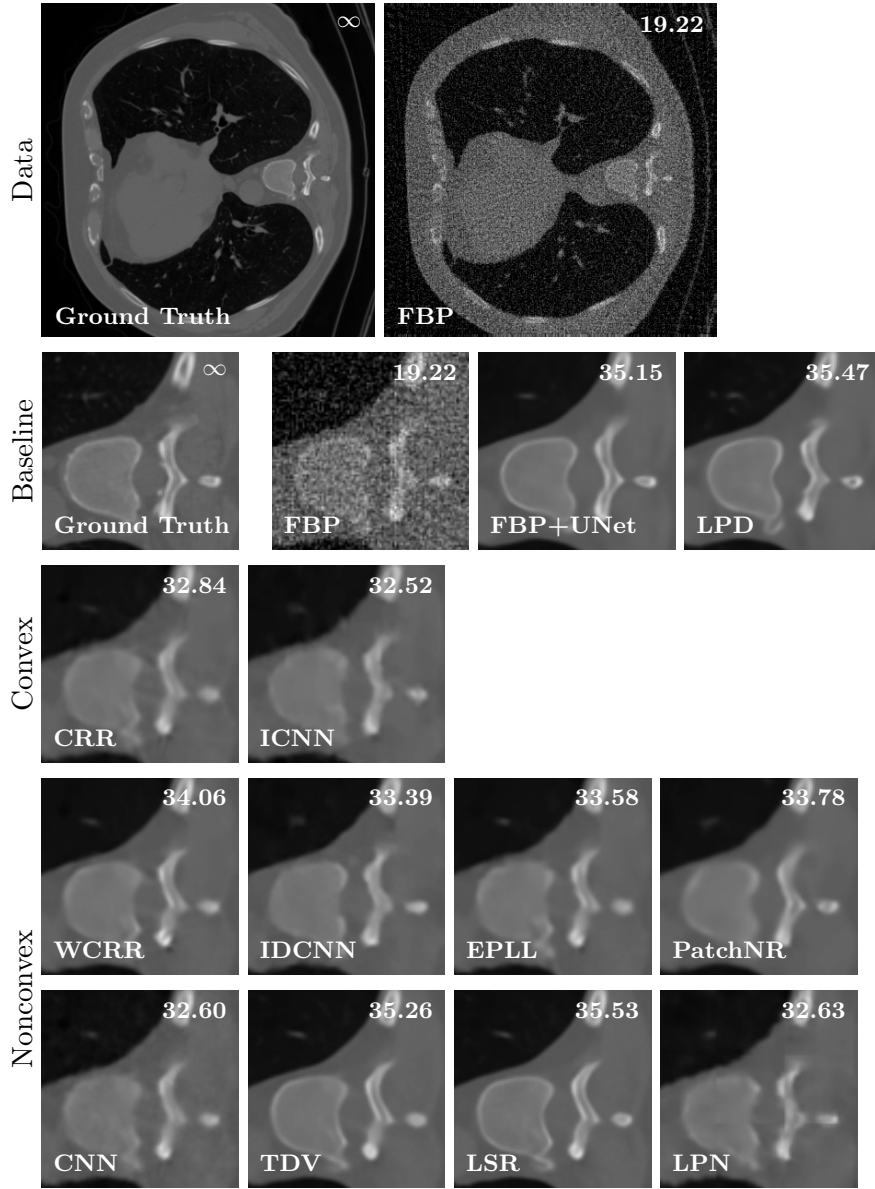 Data
∞
Ground Truth
19.22
FBP
Baseline
∞
Ground Truth
19.22
FBP
35.15
FBP+UNet
35.47
LPD
Convex
32.84
CRR
32.52
ICNN
Nonconvex
34.06
WCRR
33.39
IDCNN
33.58
EPLL
33.78
PatchNR
32.60
CNN
35.26
TDV
35.53
LSR
32.63
LPN